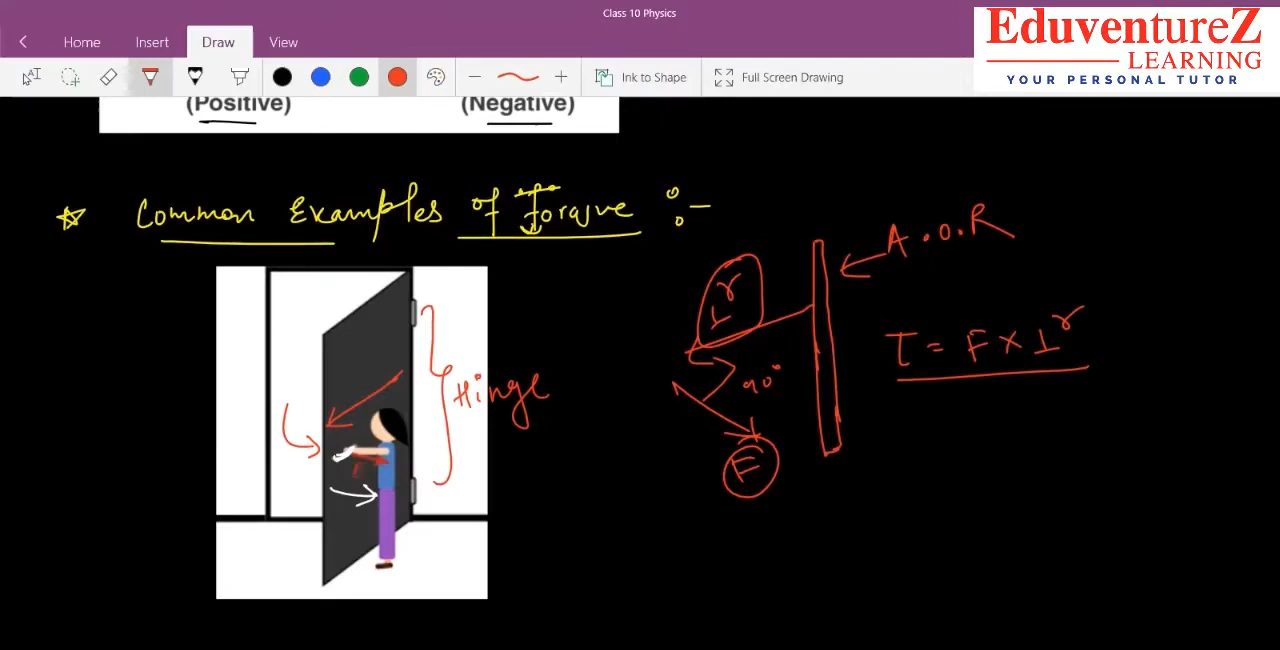 Class 10 Physics
EduventureZ
LEARNING
YOUR PERSONAL TUTOR
Home Insert Draw View
Ink to Shape Full Screen Drawing
(Positive) (Negative)
Common Examples of Torque :-
A.O.R
⊥r
τ = F × ⊥r
90°
Hinge
F
F